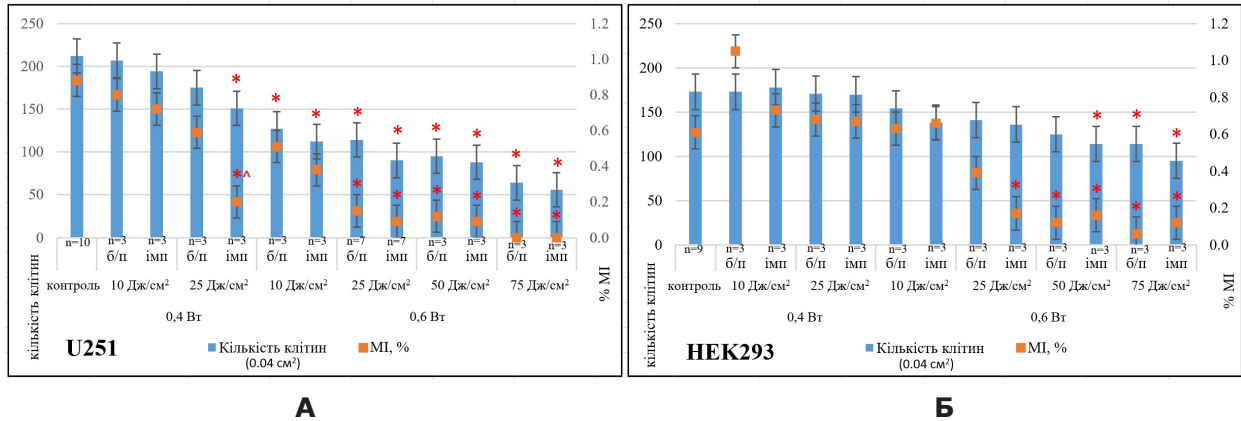 250
200
150
100
50
0
1.2
1.0
0.8
0.6
0.4
0.2
0.0
* * * * * * * * *
*^ * * * * * *
n=10 n=3 n=3 n=3 n=3 n=3 n=3 n=7 n=7 n=3 n=3 n=3 n=3
б/п імп б/п імп б/п імп б/п імп б/п імп б/п імп
контроль 10 Дж/см² 25 Дж/см² 10 Дж/см² 25 Дж/см² 50 Дж/см² 75 Дж/см²
0,4 Вт 0,6 Вт
кількість клітин
% МІ
U251
Кількість клітин
(0.04 см²)
МІ, %
А
250
200
150
100
50
0
1.2
1.0
0.8
0.6
0.4
0.2
0.0
* * *
* * * * *
n=9 n=3 n=3 n=3 n=3 n=3 n=3 n=3 n=3 n=3 n=3 n=3 n=3
б/п імп б/п імп б/п імп б/п імп б/п імп б/п імп
контроль 10 Дж/см² 25 Дж/см² 10 Дж/см² 25 Дж/см² 50 Дж/см² 75 Дж/см²
0,4 Вт 0,6 Вт
кількість клітин
% МІ
HEK293
Кількість клітин
(0.04 см²)
МІ, %
Б